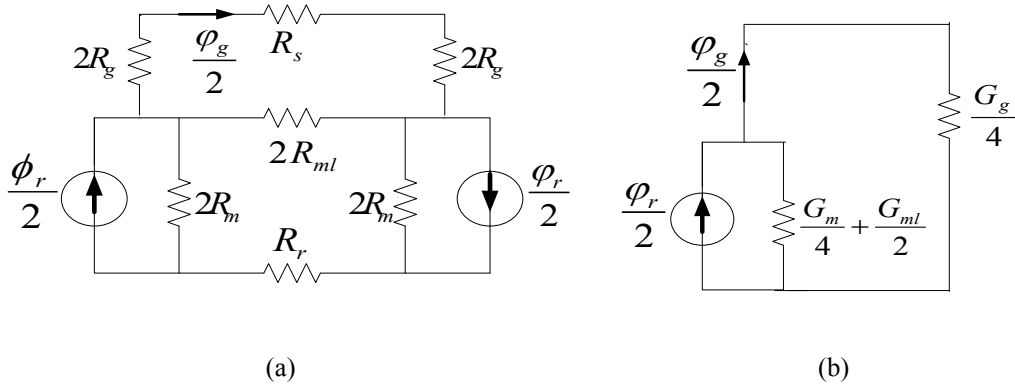 2R_g
φ_g/2
R_s
2R_g
2R_ml
ϕ_r/2
2R_m
2R_m
φ_r/2
R_r
(a)
φ_g/2
G_g/4
φ_r/2
G_m/4 + G_ml/2
(b)